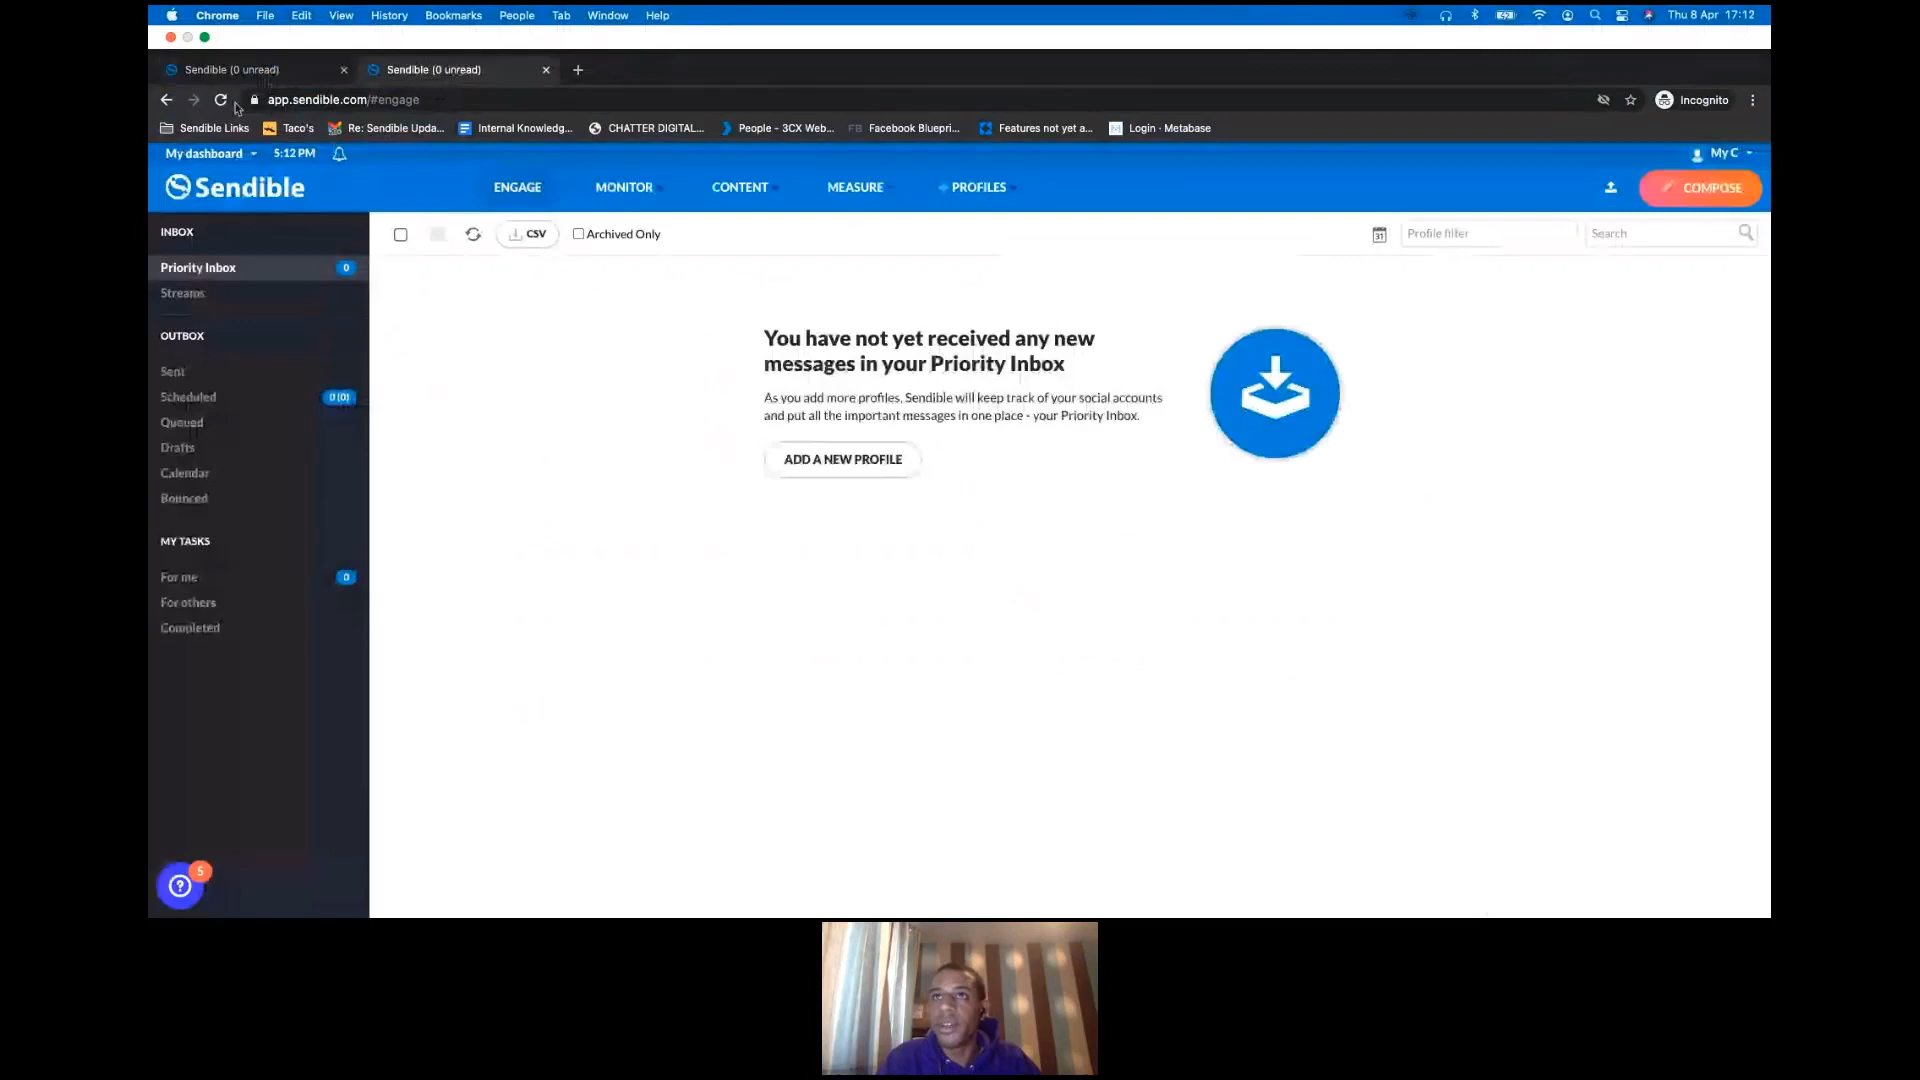 Chrome File Edit View History Bookmarks People Tab Window Help
Thu 8 Apr 17:12
Sendible (0 unread)
Sendible (0 unread)
app.sendible.com/#engage
Incognito
Sendible Links
Taco's
Re: Sendible Upda...
Internal Knowledg...
CHATTER DIGITAL...
People - 3CX Web...
FB Facebook Bluepri...
Features not yet a...
Login · Metabase
My dashboard
5:12 PM
My C
Sendible
ENGAGE
MONITOR
CONTENT
MEASURE
PROFILES
COMPOSE
INBOX
Priority Inbox 0
Streams
OUTBOX
Sent
Scheduled 0 (0)
Queued
Drafts
Calendar
Bounced
MY TASKS
For me 0
For others
Completed
5
CSV
Archived Only
31
Profile filter
Search
You have not yet received any new
messages in your Priority Inbox
As you add more profiles, Sendible will keep track of your social accounts
and put all the important messages in one place - your Priority Inbox.
ADD A NEW PROFILE